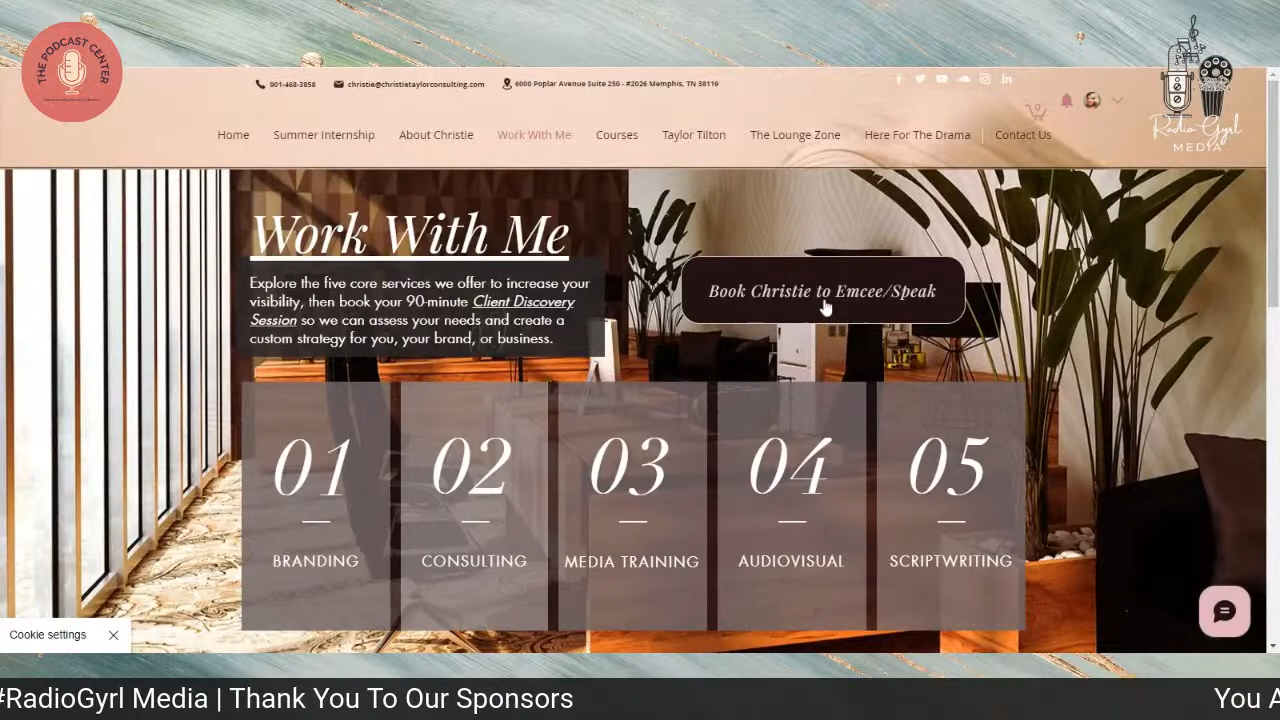 THE PODCAST CENTER
901-468-3858
christie@christietaylorconsulting.com
6000 Poplar Avenue Suite 250 - #2026 Memphis, TN 38119
0
Home
Summer Internship
About Christie
Work With Me
Courses
Taylor Tilton
The Lounge Zone
Here For The Drama
Contact Us
Radio Gyrl
MEDIA
Work With Me
Explore the five core services we offer to increase your
visibility, then book your 90-minute Client Discovery
Session so we can assess your needs and create a
custom strategy for you, your brand, or business.
Book Christie to Emcee/Speak
01
BRANDING
02
CONSULTING
03
MEDIA TRAINING
04
AUDIOVISUAL
05
SCRIPTWRITING
Cookie settings
#RadioGyrl Media | Thank You To Our Sponsors
You A